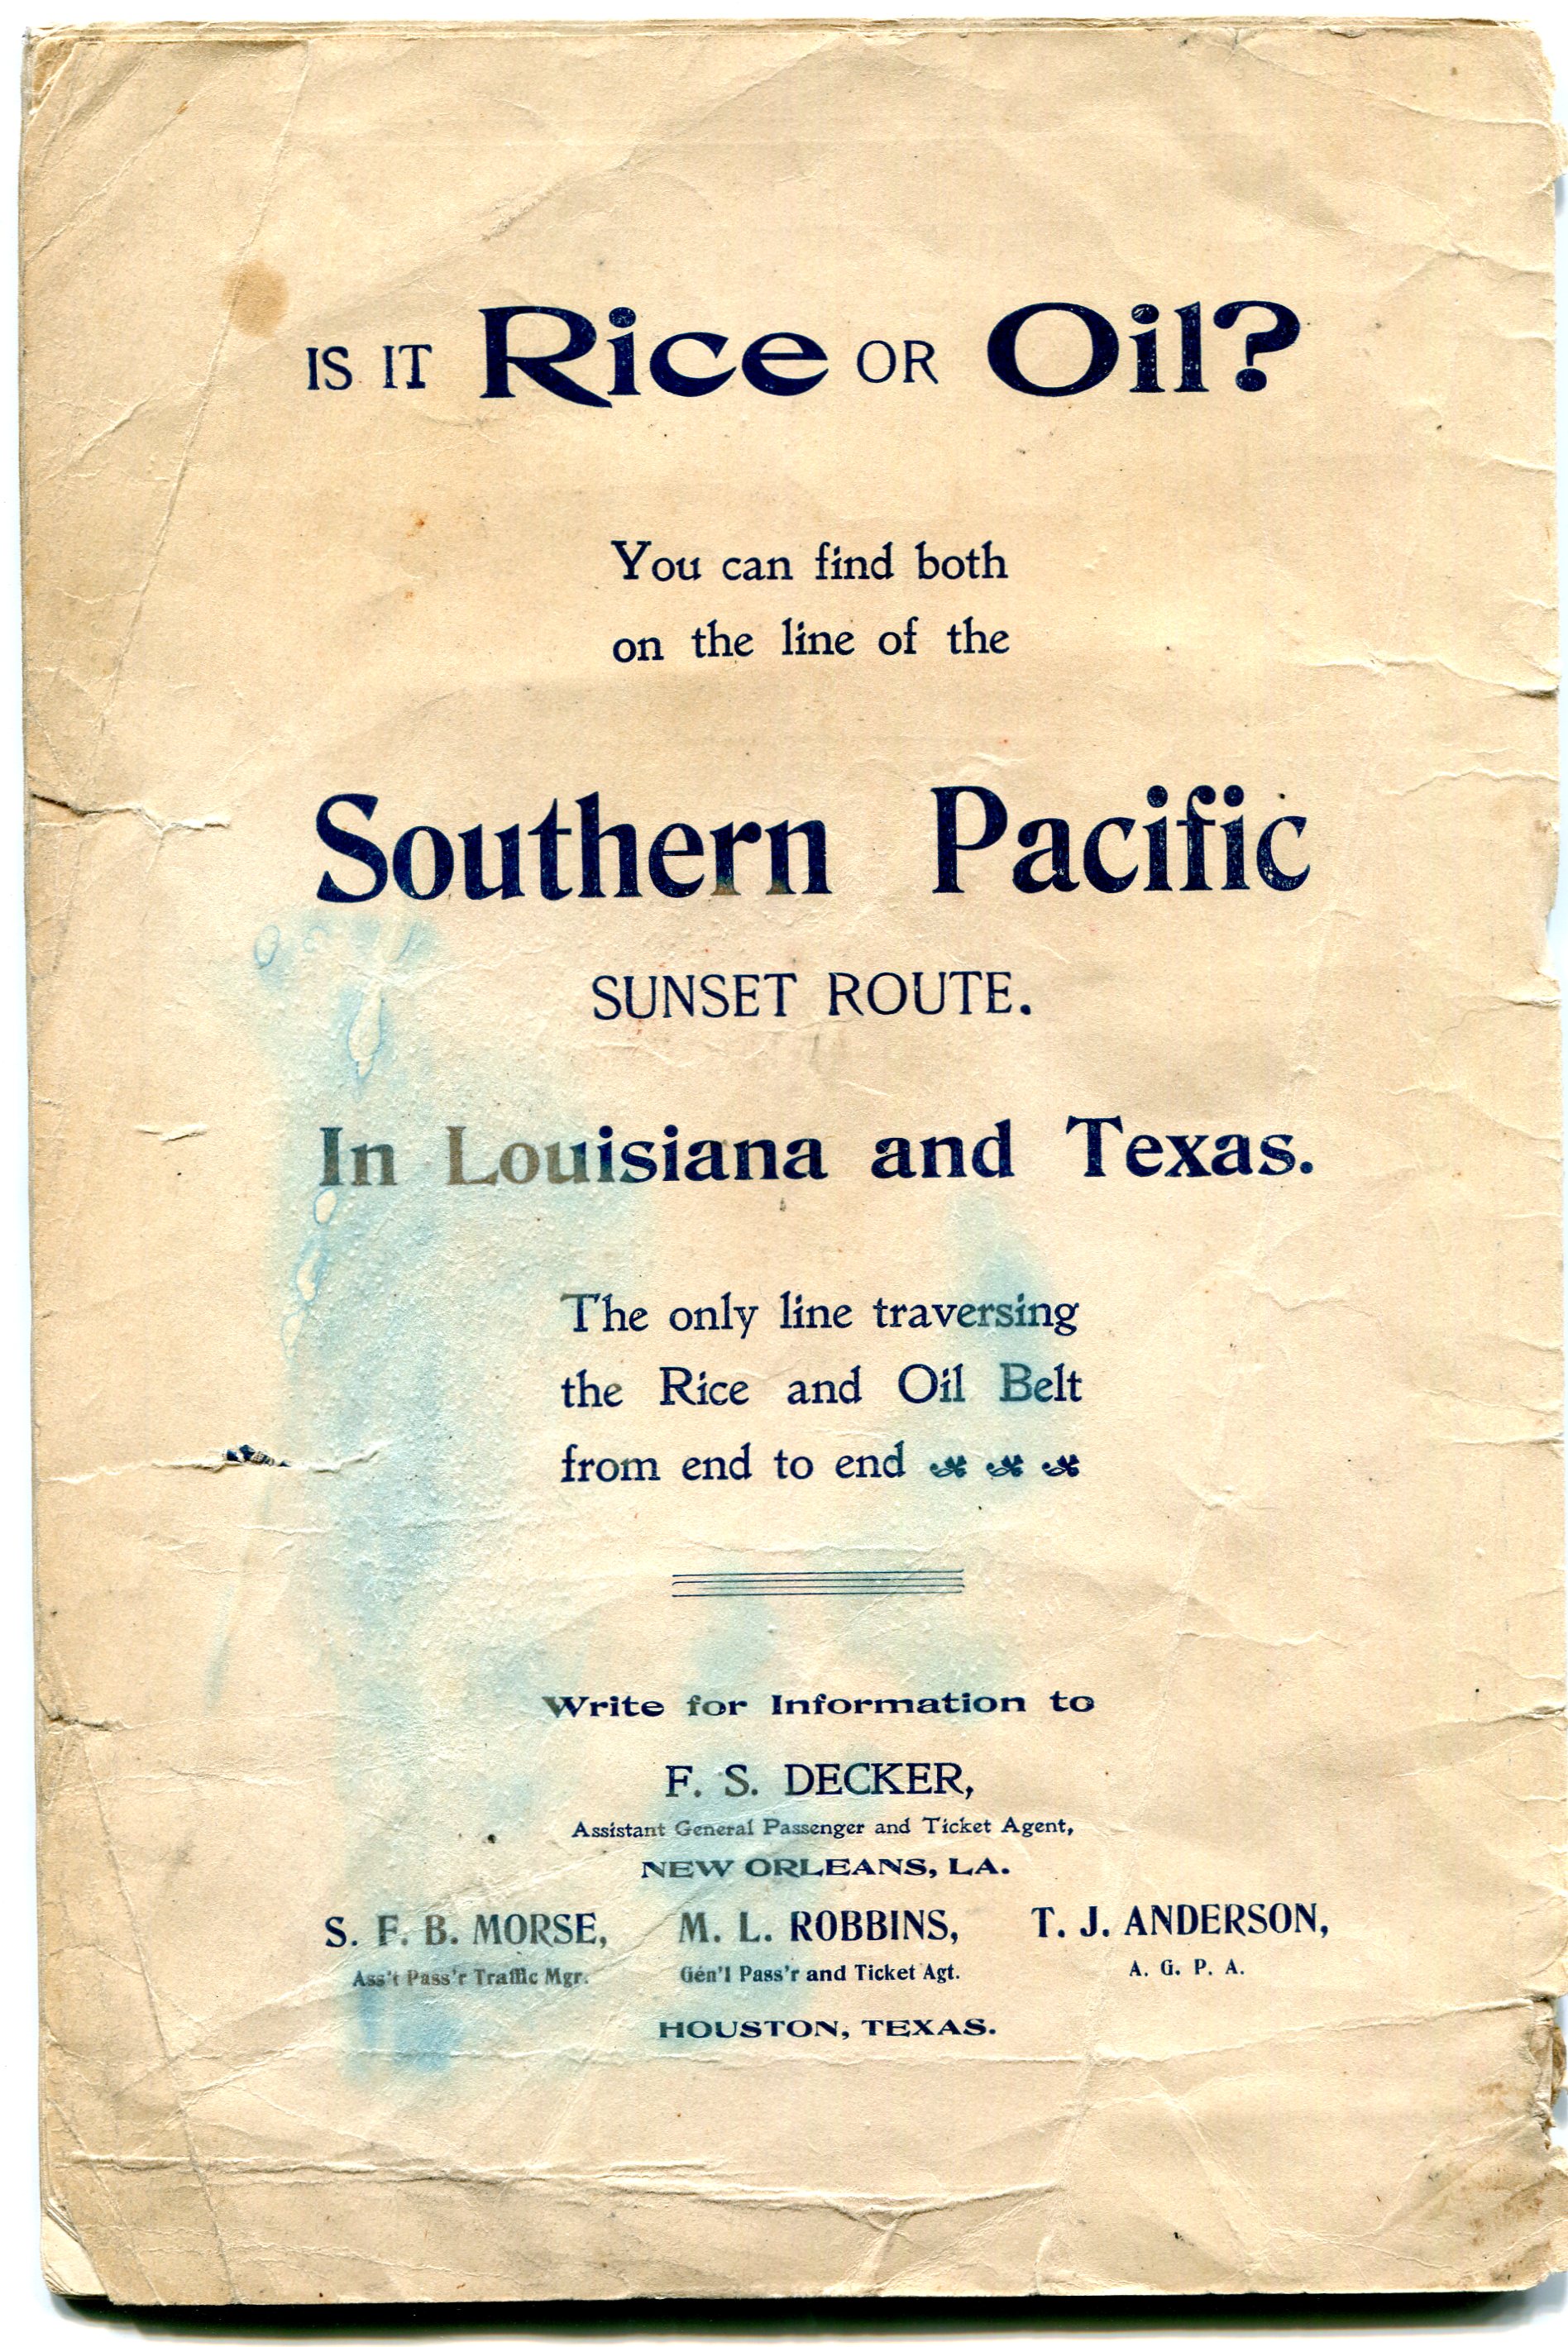 IS IT Rice OR Oil?
You can find both
on the line of the
Southern Pacific
SUNSET ROUTE.
In Louisiana and Texas.
The only line traversing
the Rice and Oil Belt
from end to end
Write for Information to
F. S. DECKER,
Assistant General Passenger and Ticket Agent,
NEW ORLEANS, LA.
S. F. B. MORSE, M. L. ROBBINS, T. J. ANDERSON,
Ass't Pass'r Traffic Mgr. Gen'l Pass'r and Ticket Agt. A. G. P. A.
HOUSTON, TEXAS.